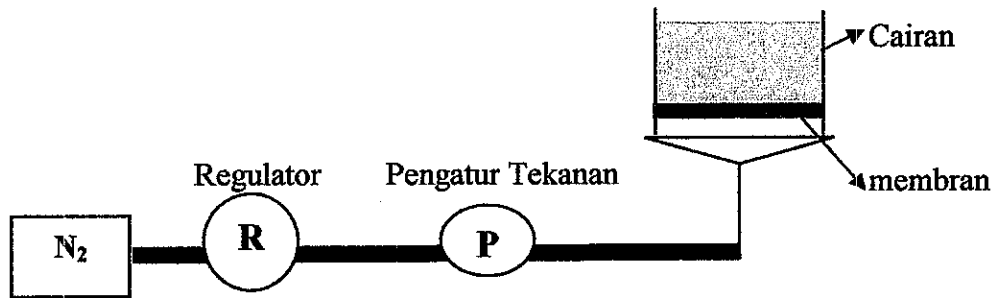 Cairan
membran
Regulator
Pengatur Tekanan
N₂
R
P